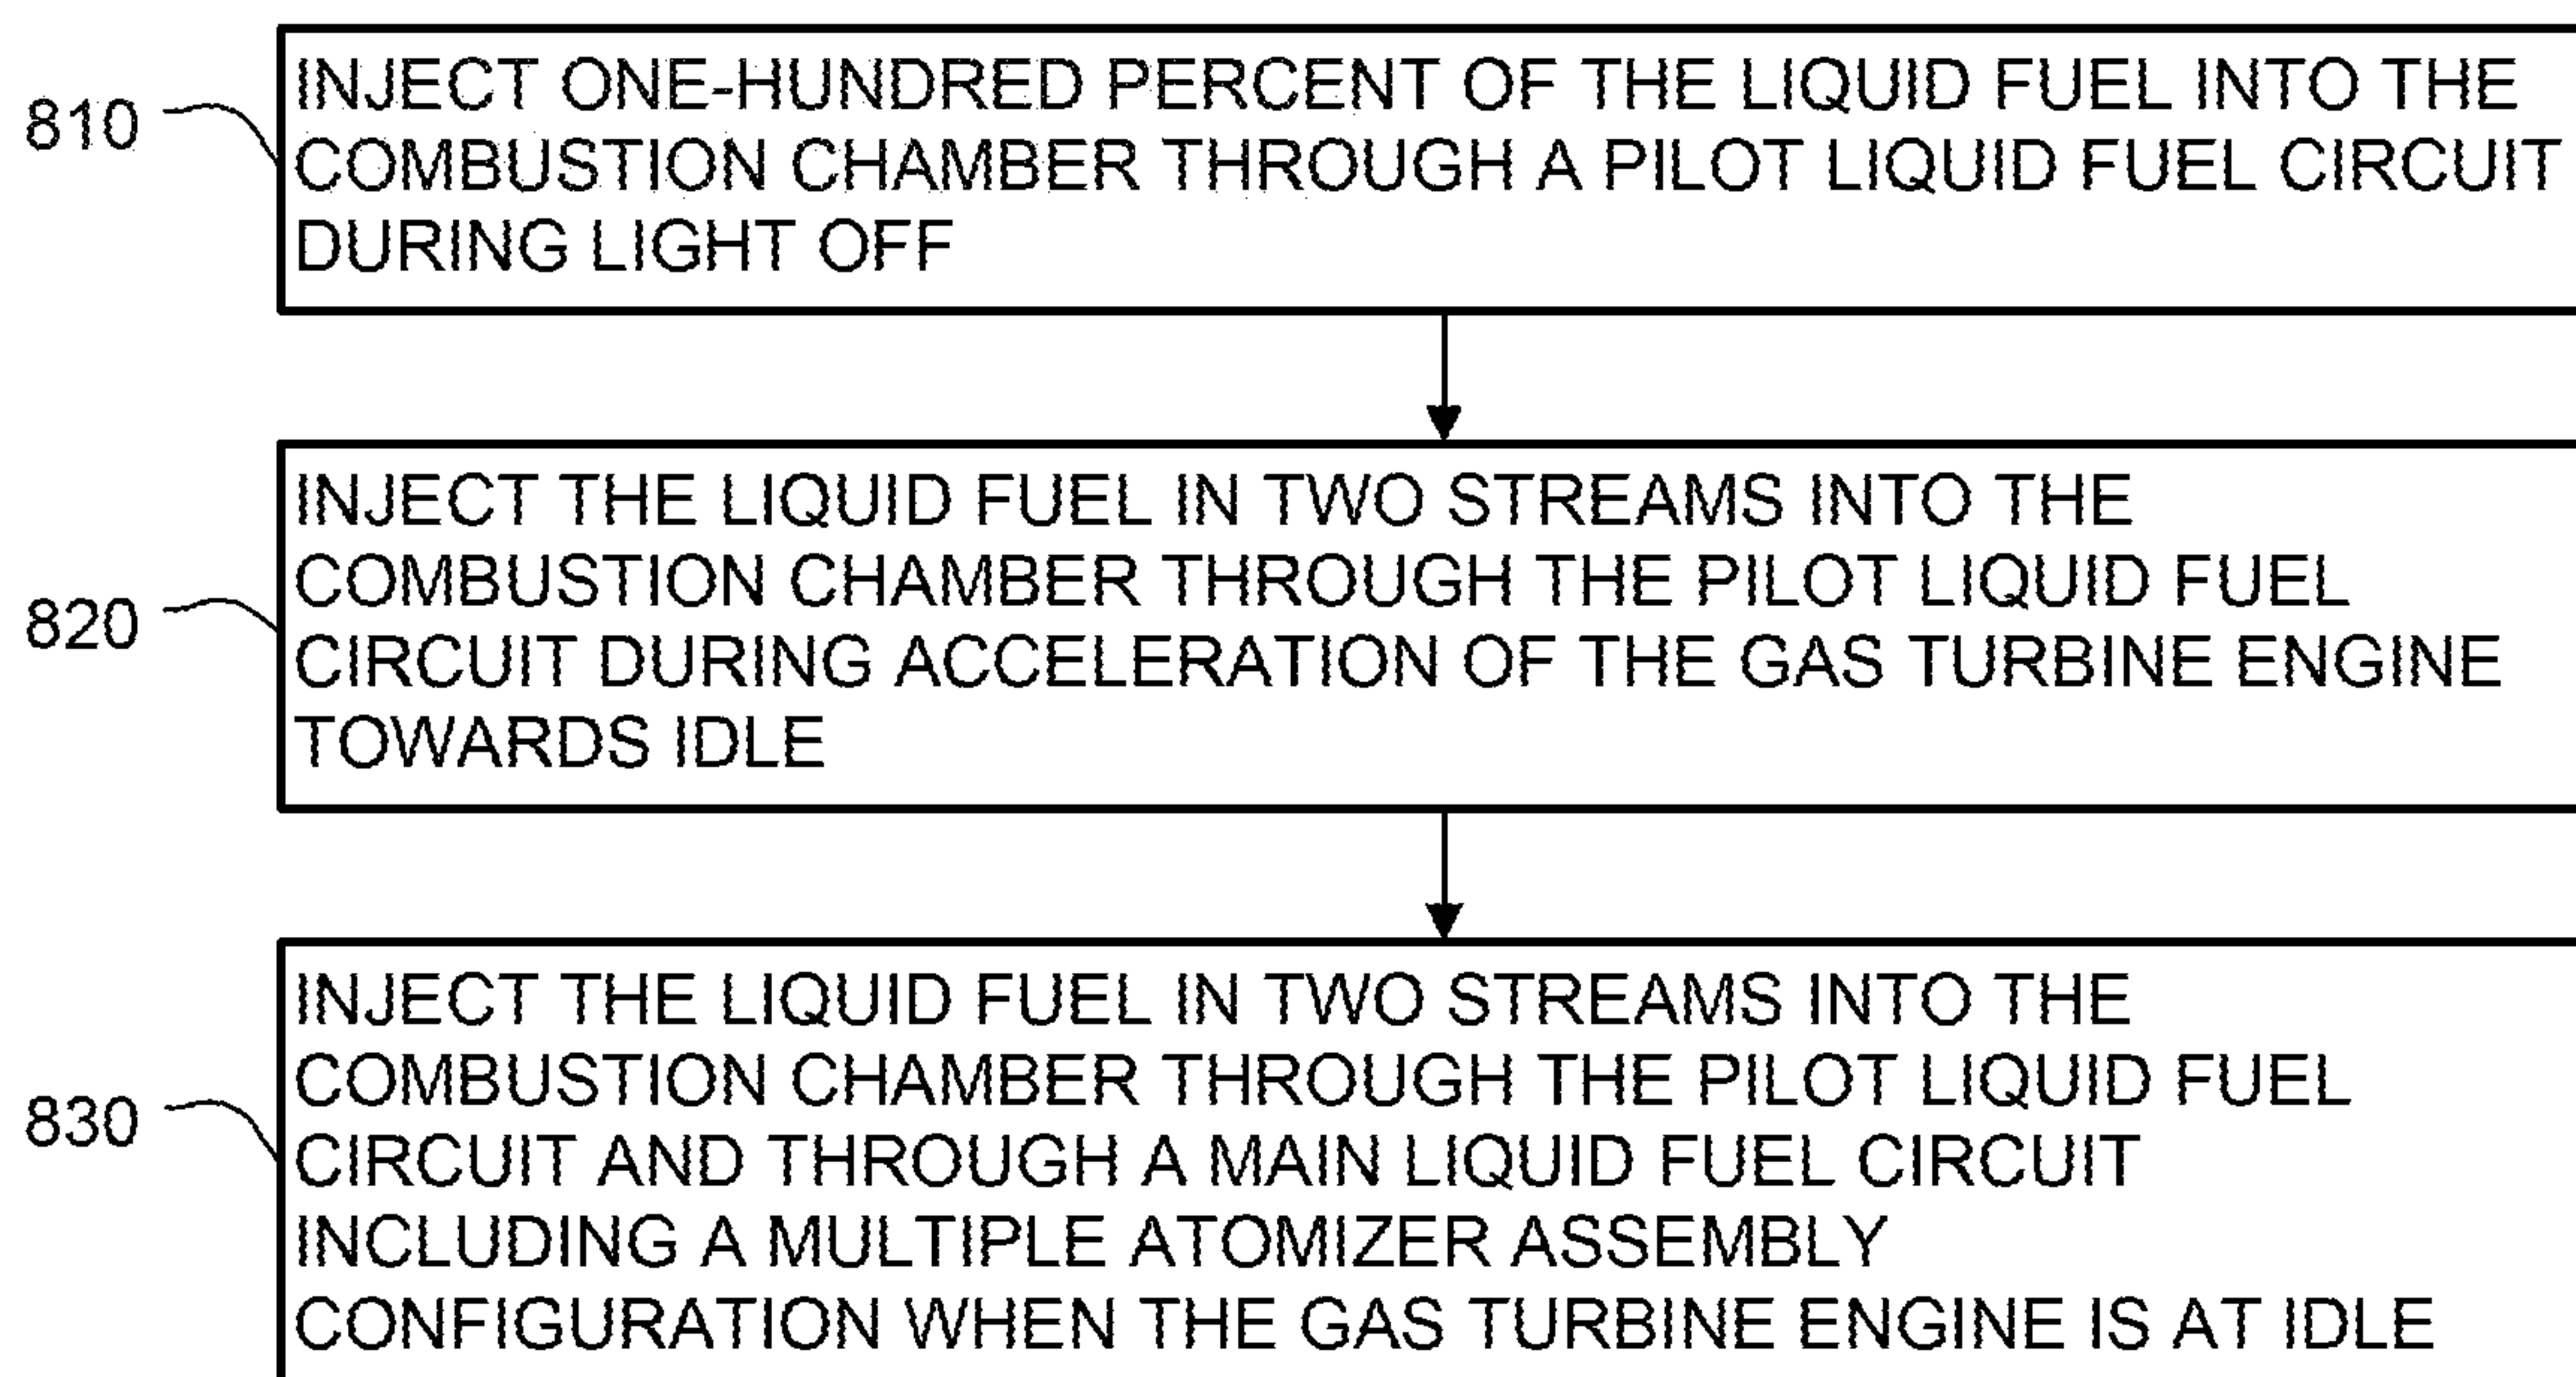 810
INJECT ONE-HUNDRED PERCENT OF THE LIQUID FUEL INTO THE
COMBUSTION CHAMBER THROUGH A PILOT LIQUID FUEL CIRCUIT
DURING LIGHT OFF
820
INJECT THE LIQUID FUEL IN TWO STREAMS INTO THE
COMBUSTION CHAMBER THROUGH THE PILOT LIQUID FUEL
CIRCUIT DURING ACCELERATION OF THE GAS TURBINE ENGINE
TOWARDS IDLE
830
INJECT THE LIQUID FUEL IN TWO STREAMS INTO THE
COMBUSTION CHAMBER THROUGH THE PILOT LIQUID FUEL
CIRCUIT AND THROUGH A MAIN LIQUID FUEL CIRCUIT
INCLUDING A MULTIPLE ATOMIZER ASSEMBLY
CONFIGURATION WHEN THE GAS TURBINE ENGINE IS AT IDLE